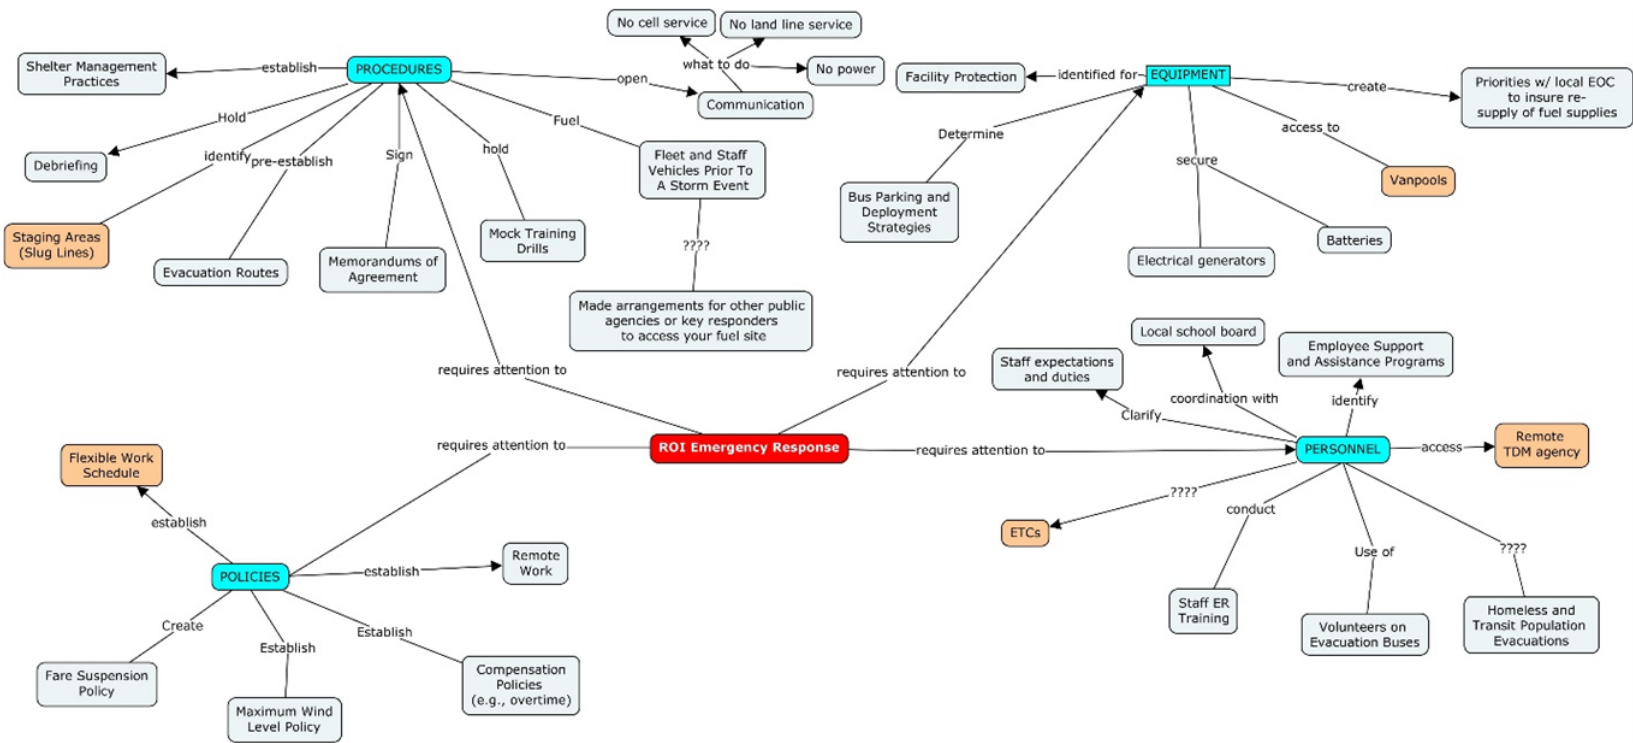 No cell service
No land line service
what to do
No power
Communication
Shelter Management
Practices
establish
PROCEDURES
open
Hold
Debriefing
identify
Staging Areas
(Slug Lines)
pre-establish
Evacuation Routes
Sign
Memorandums of
Agreement
hold
Mock Training
Drills
Fuel
Fleet and Staff
Vehicles Prior To
A Storm Event
????
Made arrangements for other public
agencies or key responders
to access your fuel site
requires attention to
Facility Protection
identified for
EQUIPMENT
create
Priorities w/ local EOC
to insure re-
supply of fuel supplies
Determine
Bus Parking and
Deployment
Strategies
secure
Electrical generators
Batteries
access to
Vanpools
requires attention to
ROI Emergency Response
requires attention to
requires attention to
Local school board
Staff expectations
and duties
Employee Support
and Assistance Programs
Clarify
coordination with
identify
PERSONNEL
access
Remote
TDM agency
????
ETCs
conduct
Staff ER
Training
Use of
Volunteers on
Evacuation Buses
????
Homeless and
Transit Population
Evacuations
Flexible Work
Schedule
establish
POLICIES
establish
Remote
Work
Create
Fare Suspension
Policy
Establish
Maximum Wind
Level Policy
Establish
Compensation
Policies
(e.g., overtime)